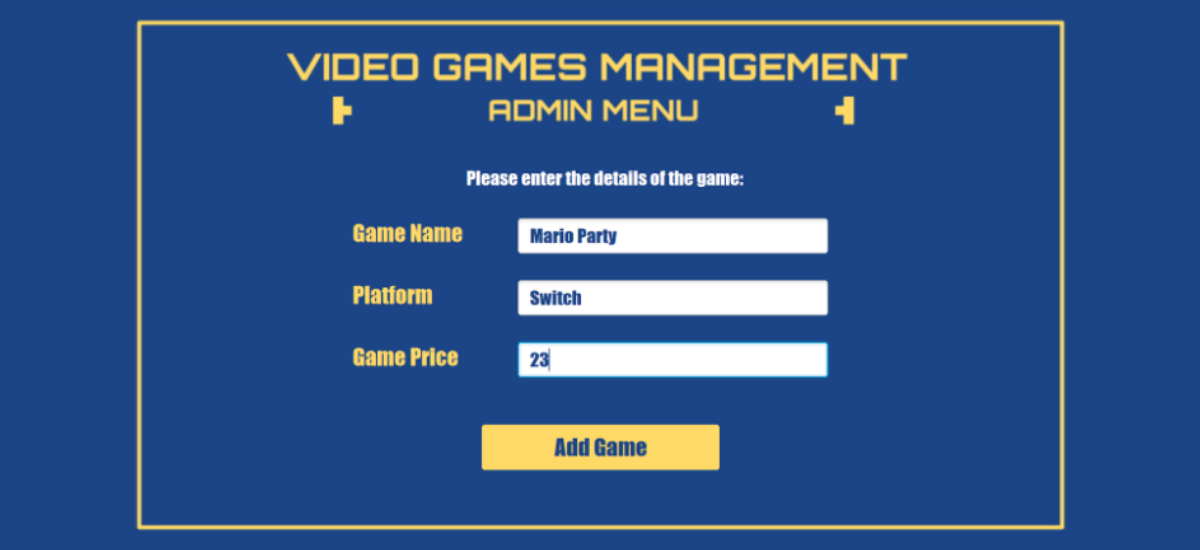 VIDEO GAMES MANAGEMENT
ADMIN MENU
Please enter the details of the game:
Game Name
Mario Party
Platform
Switch
Game Price
23
Add Game